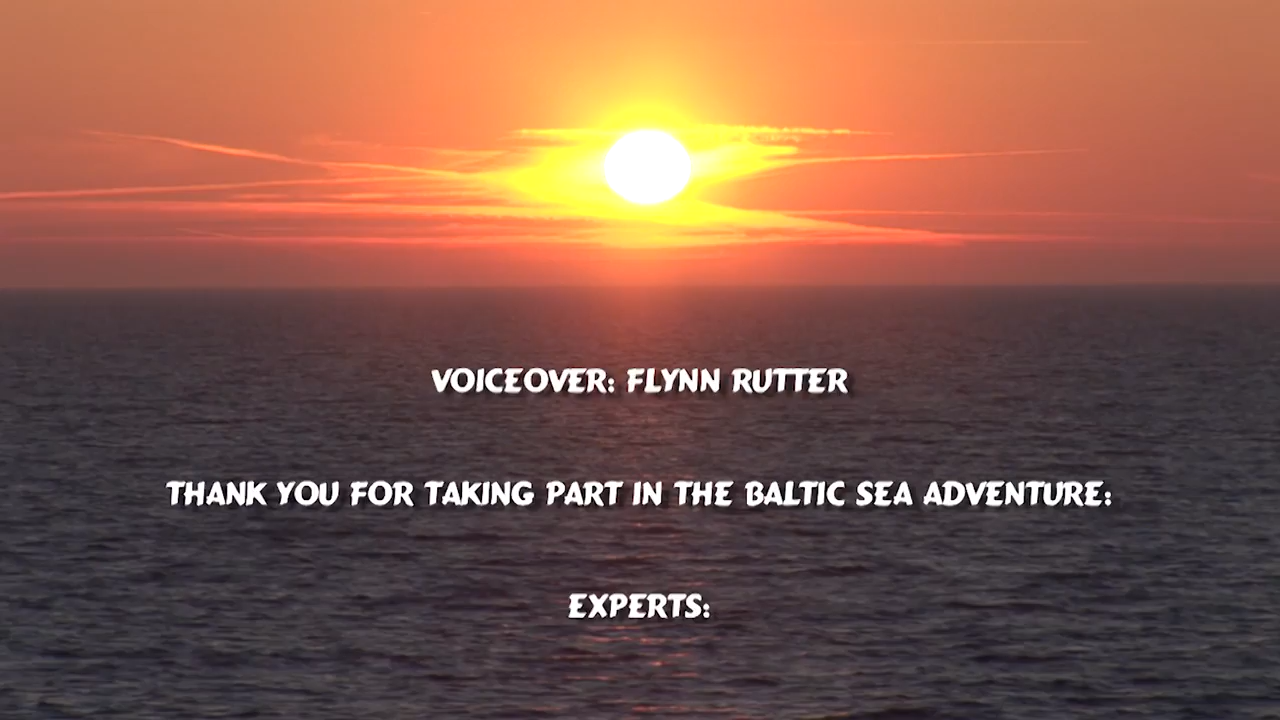 VOICEOVER: FLYNN RUTTER
THANK YOU FOR TAKING PART IN THE BALTIC SEA ADVENTURE:
EXPERTS: